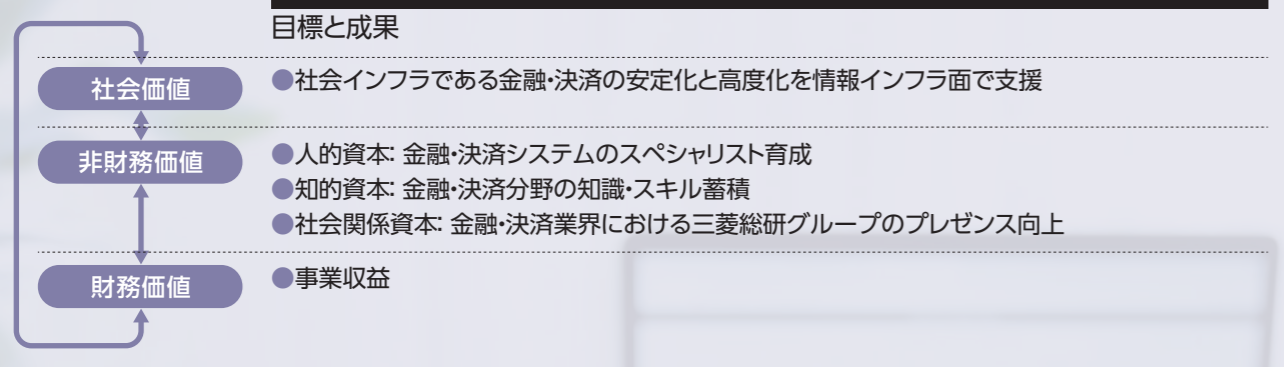 目標と成果
社会価値
●社会インフラである金融・決済の安定化と高度化を情報インフラ面で支援
非財務価値
●人的資本: 金融・決済システムのスペシャリスト育成
●知的資本: 金融・決済分野の知識・スキル蓄積
●社会関係資本: 金融・決済業界における三菱総研グループのプレゼンス向上
財務価値
●事業収益